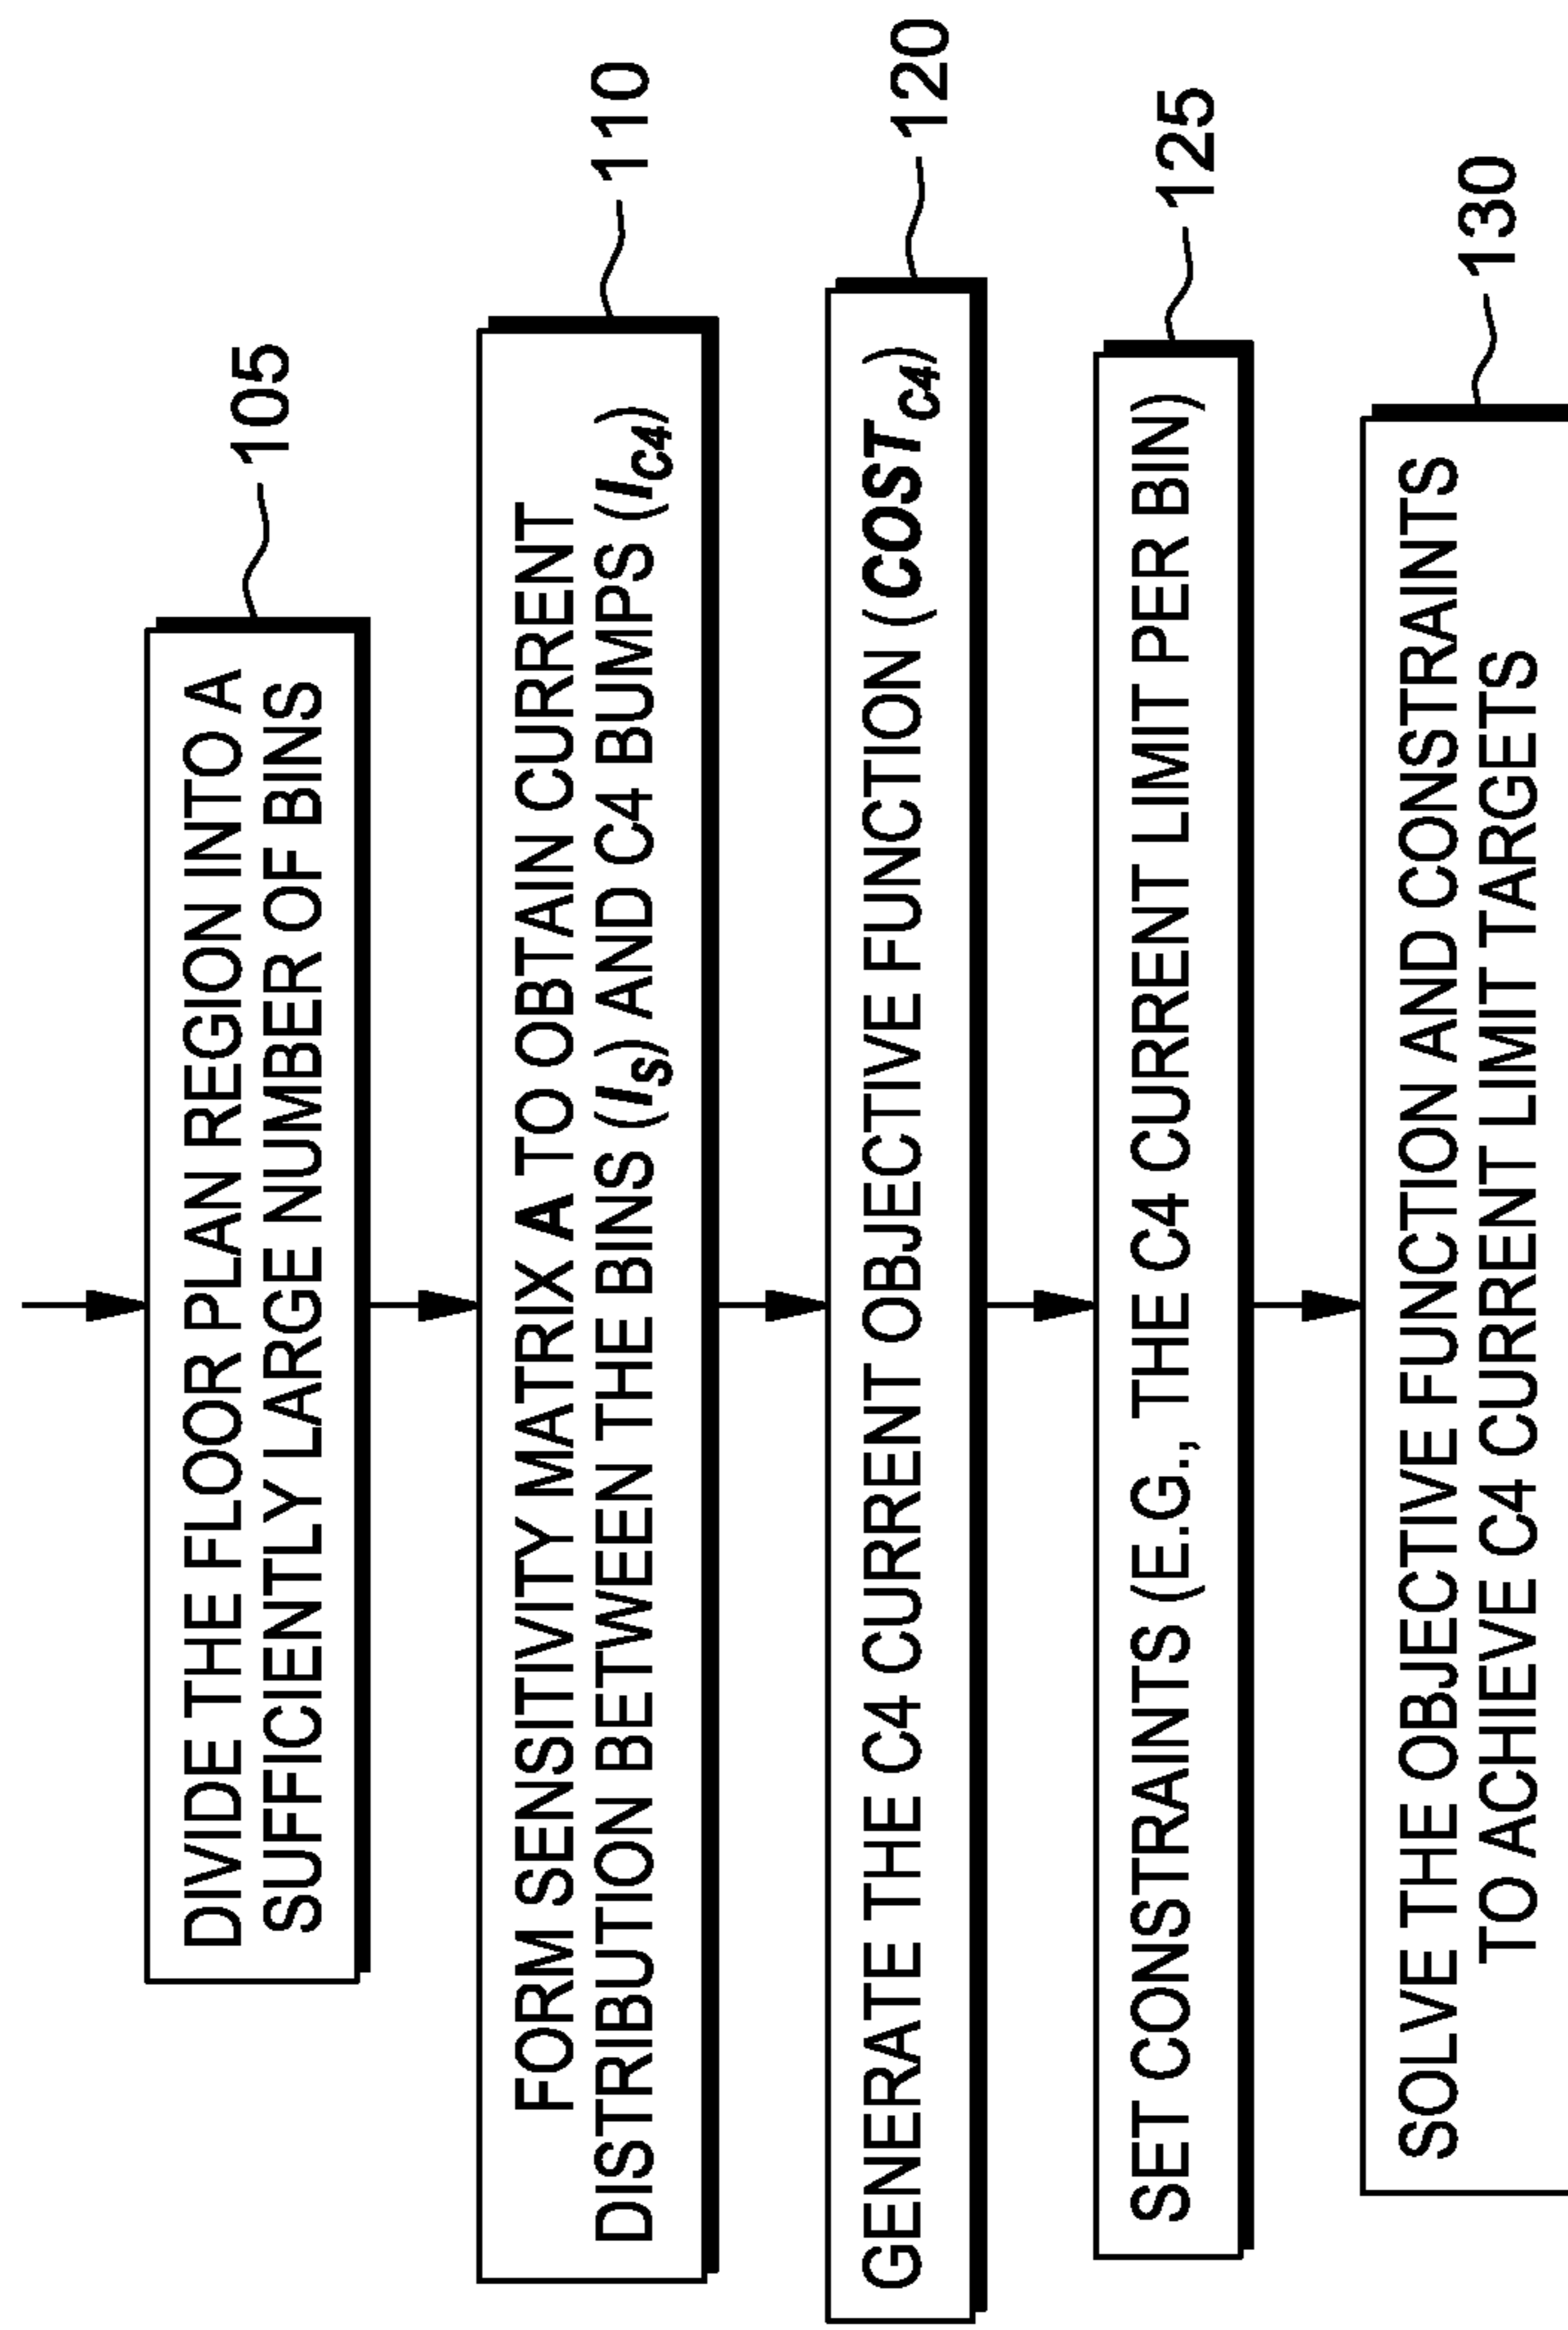 DIVIDE THE FLOOR PLAN REGION INTO A
SUFFICIENTLY LARGE NUMBER OF BINS
105
FORM SENSITIVITY MATRIX A TO OBTAIN CURRENT
DISTRIBUTION BETWEEN THE BINS (IS) AND C4 BUMPS (IC4)
110
GENERATE THE C4 CURRENT OBJECTIVE FUNCTION (COSTC4)
120
SET CONSTRAINTS (E.G., THE C4 CURRENT LIMIT PER BIN)
125
SOLVE THE OBJECTIVE FUNCTION AND CONSTRAINTS
TO ACHIEVE C4 CURRENT LIMIT TARGETS
130